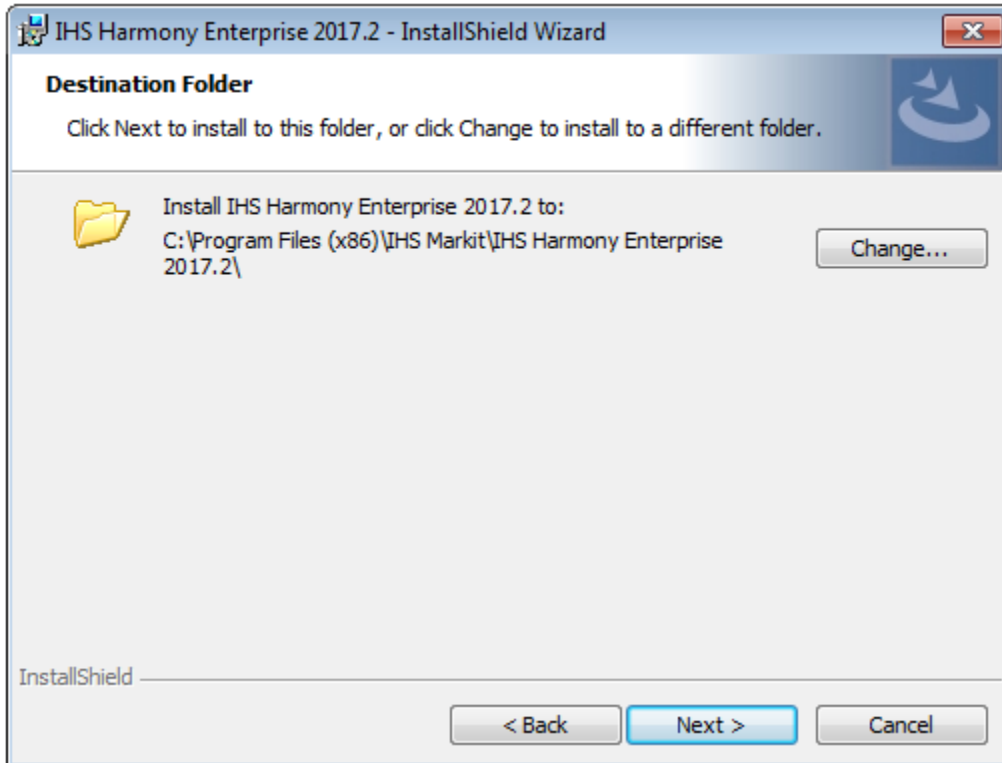 IHS Harmony Enterprise 2017.2 - InstallShield Wizard
Destination Folder
Click Next to install to this folder, or click Change to install to a different folder.
Install IHS Harmony Enterprise 2017.2 to:
C:\Program Files (x86)\IHS Markit\IHS Harmony Enterprise
2017.2\
Change...
InstallShield
< Back
Next >
Cancel